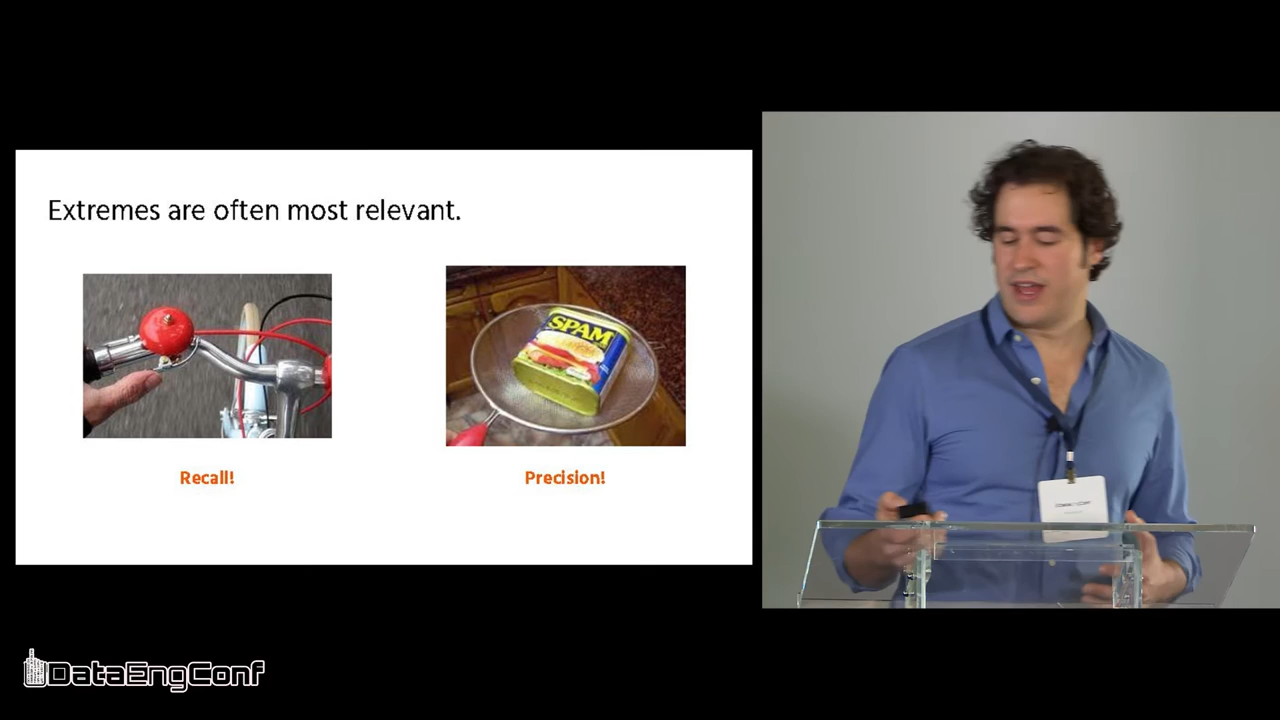 Extremes are often most relevant.
SPAM
Recall!
Precision!
DataEngConf